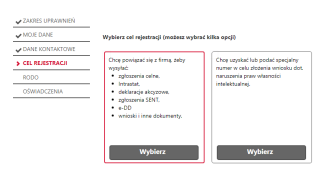 ZAKRES UPRAWNIEŃ
MOJE DANE
DANE KONTAKTOWE
CEL REJESTRACJI
RODO
OŚWIADCZENIA
Wybierz cel rejestracji (możesz wybrać kilka opcji)
Chcę powiązać się z firmą, żeby
wysyłać:
• zgłoszenia celne,
• Intrastat,
• deklaracje akcyzowe,
• zgłoszenia SENT,
• e-DD
• wnioski i inne dokumenty.
Wybierz
Chcę uzyskać lub podać specjalny
numer w celu złożenia wniosku dot.
naruszenia praw własności
intelektualnej.
Wybierz